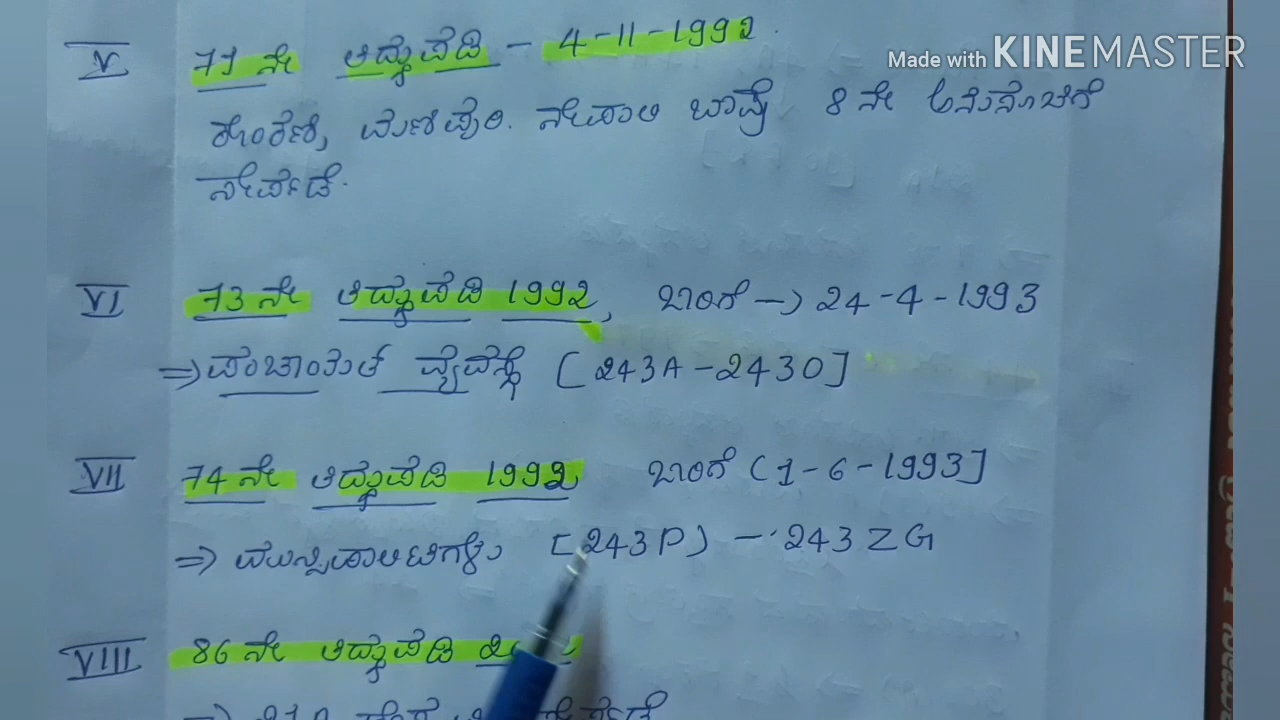 Made with KINEMASTER
V 71 ನೇ ತಿದ್ದುಪಡಿ - 4-11-1992.
ಕೊಂಕಣಿ, ಮಣಿಪುರಿ. ನೇಪಾಲಿ ಭಾಷೆ 8 ನೇ ಅನುಸೂಚಿಗೆ
ಸೇರ್ಪಡೆ.
VI 73 ನೇ ತಿದ್ದುಪಡಿ 1992, ಜಾರಿಗೆ → 24-4-1993
⇒ ಪಂಚಾಯತ್ ವ್ಯವಸ್ಥೆ [243A - 243O]
VII 74 ನೇ ತಿದ್ದುಪಡಿ 1992 ಜಾರಿಗೆ [1-6-1993]
⇒ ಮುನ್ಸಿಪಾಲಿಟಿಗಳು [243P) - 243ZG
VIII 86 ನೇ ತಿದ್ದುಪಡಿ